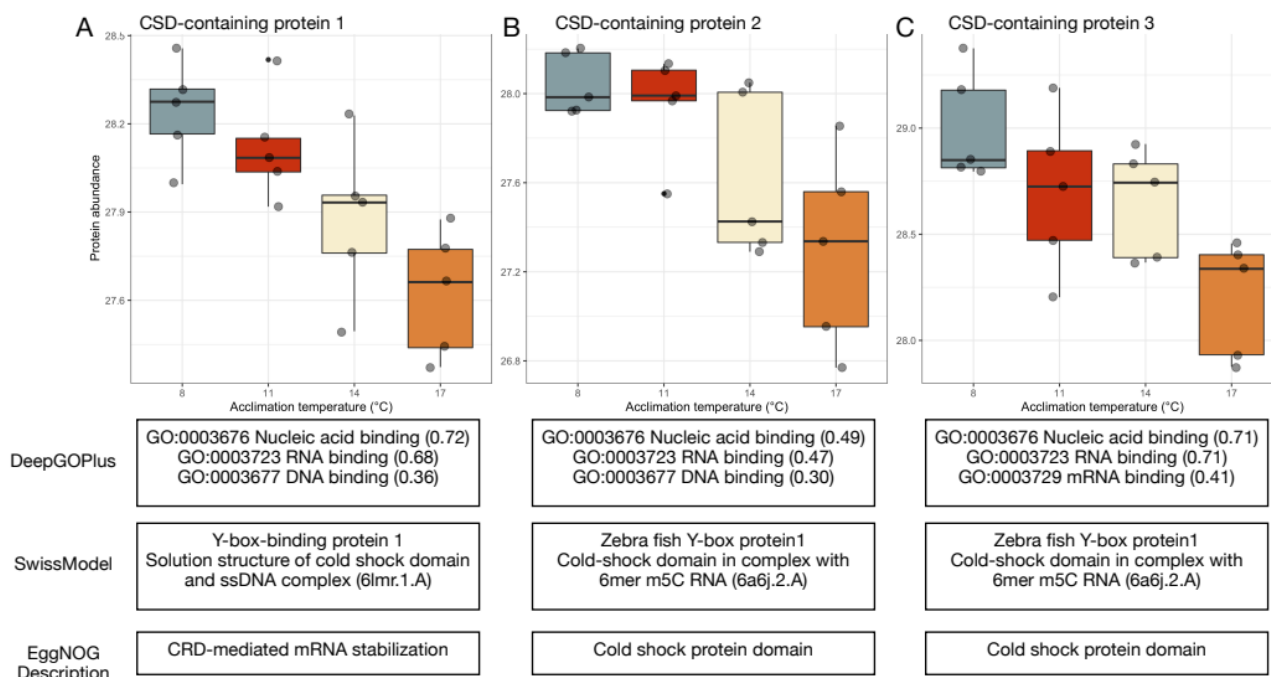 A
CSD-containing protein 1
B
CSD-containing protein 2
C
CSD-containing protein 3
Protein abundance
28.5
28.2
27.9
27.6
8
11
14
17
Acclimation temperature (°C)
28.0
27.6
27.2
26.8
8
11
14
17
Acclimation temperature (°C)
29.0
28.5
28.0
8
11
14
17
Acclimation temperature (°C)
DeepGOPlus
GO:0003676 Nucleic acid binding (0.72)
GO:0003723 RNA binding (0.68)
GO:0003677 DNA binding (0.36)
GO:0003676 Nucleic acid binding (0.49)
GO:0003723 RNA binding (0.47)
GO:0003677 DNA binding (0.30)
GO:0003676 Nucleic acid binding (0.71)
GO:0003723 RNA binding (0.71)
GO:0003729 mRNA binding (0.41)
SwissModel
Y-box-binding protein 1
Solution structure of cold shock domain
and ssDNA complex (6lmr.1.A)
Zebra fish Y-box protein1
Cold-shock domain in complex with
6mer m5C RNA (6a6j.2.A)
Zebra fish Y-box protein1
Cold-shock domain in complex with
6mer m5C RNA (6a6j.2.A)
EggNOG
Description
CRD-mediated mRNA stabilization
Cold shock protein domain
Cold shock protein domain